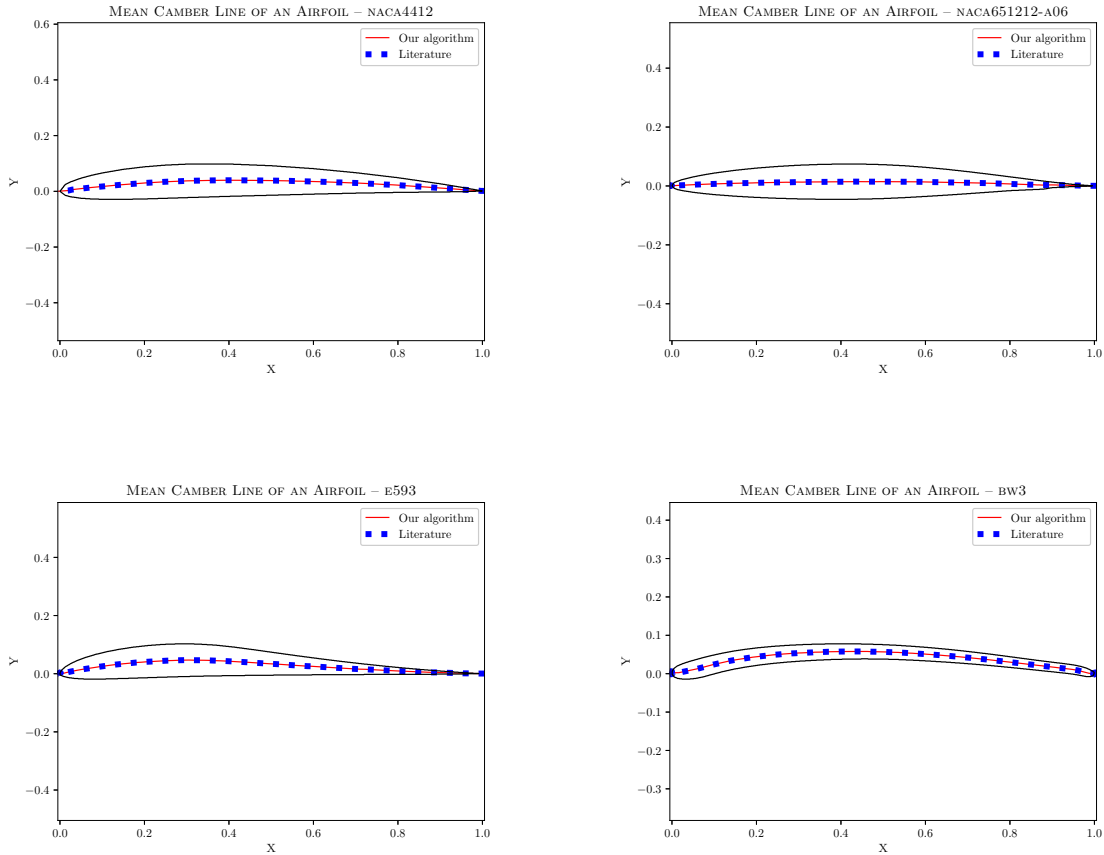 MEAN CAMBER LINE OF AN AIRFOIL – NACA4412
0.6
0.4
0.2
0.0
−0.2
−0.4
Y
0.0 0.2 0.4 0.6 0.8 1.0
X
Our algorithm
Literature
MEAN CAMBER LINE OF AN AIRFOIL – NACA651212-A06
0.4
0.2
0.0
−0.2
−0.4
Y
0.0 0.2 0.4 0.6 0.8 1.0
X
Our algorithm
Literature
MEAN CAMBER LINE OF AN AIRFOIL – E593
0.4
0.2
0.0
−0.2
−0.4
Y
0.0 0.2 0.4 0.6 0.8 1.0
X
Our algorithm
Literature
MEAN CAMBER LINE OF AN AIRFOIL – BW3
0.4
0.3
0.2
0.1
0.0
−0.1
−0.2
−0.3
Y
0.0 0.2 0.4 0.6 0.8 1.0
X
Our algorithm
Literature